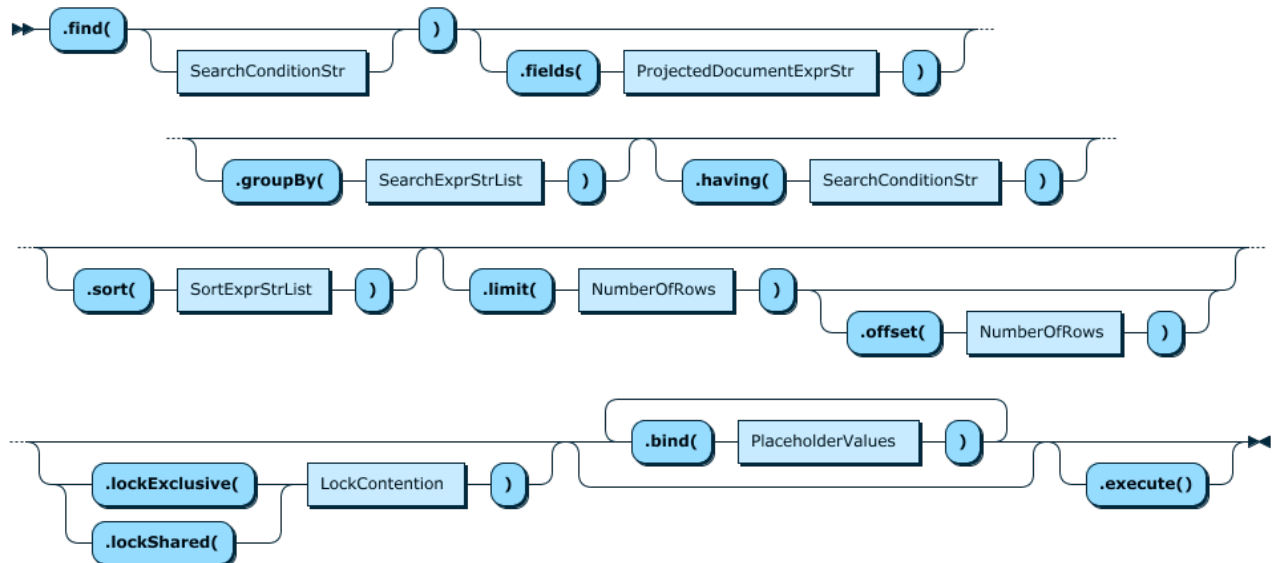 .find( ) .fields( ProjectedDocumentExprStr )
SearchConditionStr
.groupBy( SearchExprStrList ) .having( SearchConditionStr )
.sort( SortExprStrList ) .limit( NumberOfRows )
.offset( NumberOfRows )
.bind( PlaceholderValues )
.lockExclusive( LockContention ) .execute()
.lockShared(